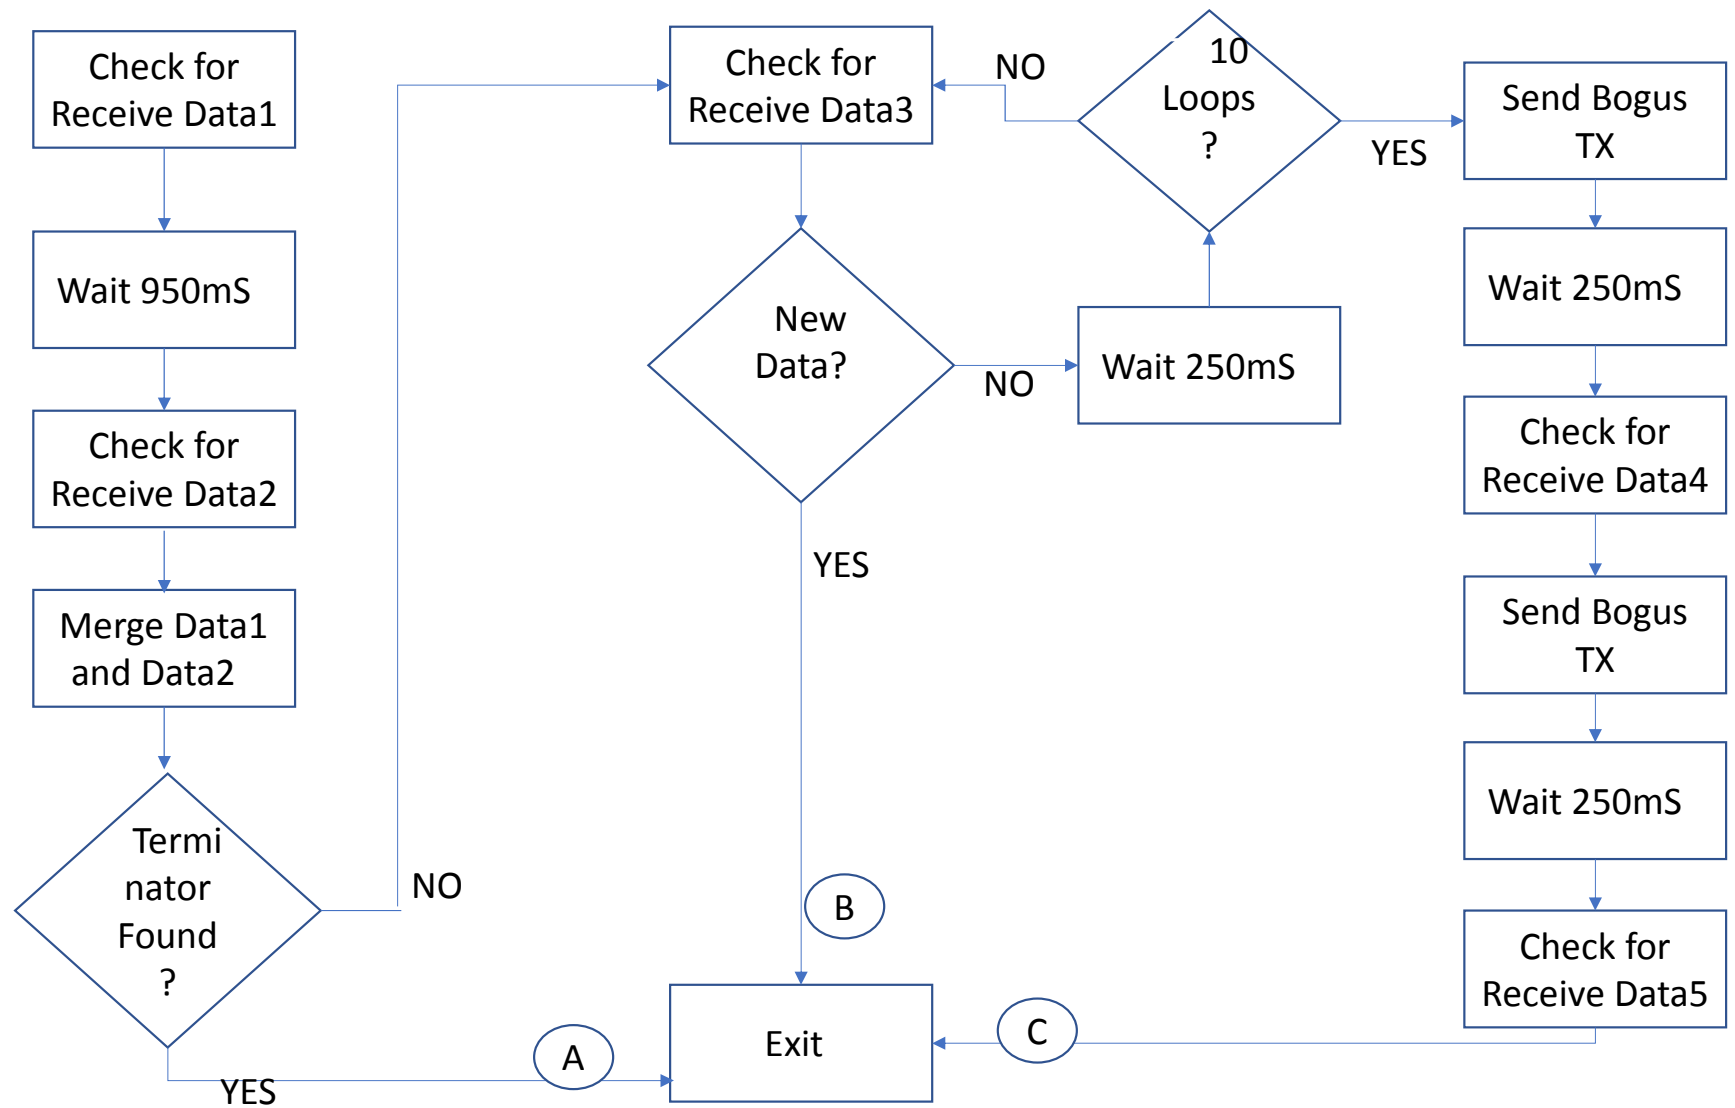 Check for
Receive Data1
Wait 950mS
Check for
Receive Data2
Merge Data1
and Data2
Termi
nator
Found
?
NO
YES
A
Check for
Receive Data3
New
Data?
NO
YES
B
Exit
Wait 250mS
10
Loops
?
NO
YES
Send Bogus
TX
Wait 250mS
Check for
Receive Data4
Send Bogus
TX
Wait 250mS
Check for
Receive Data5
C